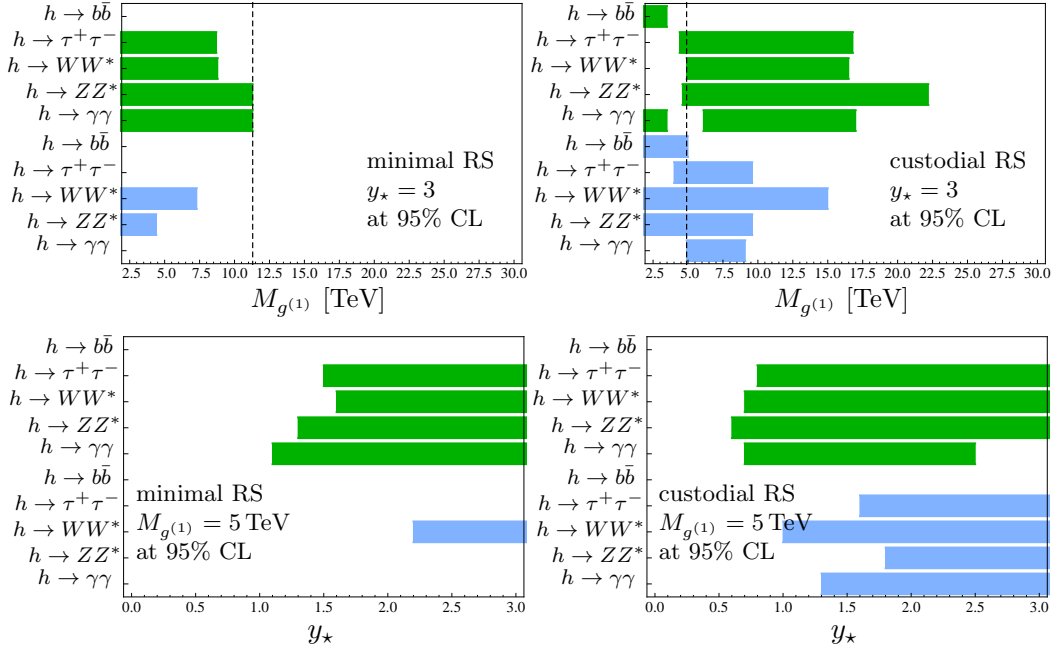 h → bb̄
h → τ⁺τ⁻
h → WW*
h → ZZ*
h → γγ
h → bb̄
h → τ⁺τ⁻
h → WW*
h → ZZ*
h → γγ
minimal RS
y⋆ = 3
at 95% CL
2.5 5.0 7.5 10.0 12.5 15.0 17.5 20.0 22.5 25.0 27.5 30.0
M_g⁽¹⁾ [TeV]
h → bb̄
h → τ⁺τ⁻
h → WW*
h → ZZ*
h → γγ
h → bb̄
h → τ⁺τ⁻
h → WW*
h → ZZ*
h → γγ
custodial RS
y⋆ = 3
at 95% CL
2.5 5.0 7.5 10.0 12.5 15.0 17.5 20.0 22.5 25.0 27.5 30.0
M_g⁽¹⁾ [TeV]
h → bb̄
h → τ⁺τ⁻
h → WW*
h → ZZ*
h → γγ
h → bb̄
h → τ⁺τ⁻
h → WW*
h → ZZ*
h → γγ
minimal RS
M_g⁽¹⁾ = 5 TeV
at 95% CL
0.0 0.5 1.0 1.5 2.0 2.5 3.0
y⋆
h → bb̄
h → τ⁺τ⁻
h → WW*
h → ZZ*
h → γγ
h → bb̄
h → τ⁺τ⁻
h → WW*
h → ZZ*
h → γγ
custodial RS
M_g⁽¹⁾ = 5 TeV
at 95% CL
0.0 0.5 1.0 1.5 2.0 2.5 3.0
y⋆